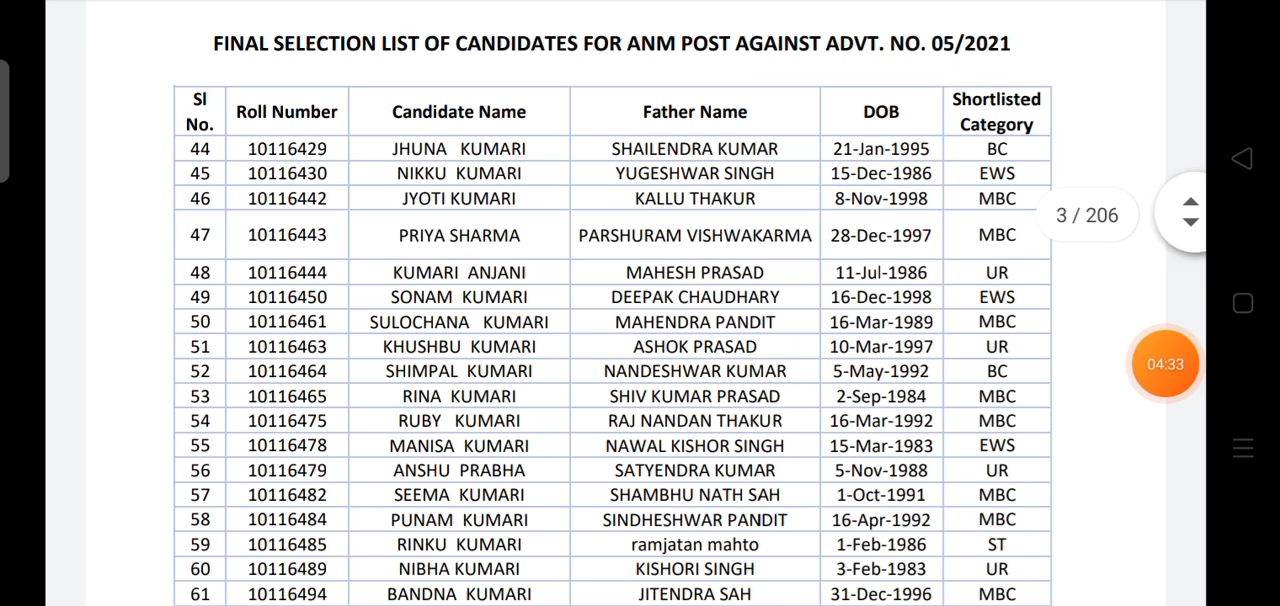 FINAL SELECTION LIST OF CANDIDATES FOR ANM POST AGAINST ADVT. NO. 05/2021
Sl No. Roll Number Candidate Name Father Name DOB Shortlisted Category
44 10116429 JHUNA KUMARI SHAILENDRA KUMAR 21-Jan-1995 BC
45 10116430 NIKKU KUMARI YUGESHWAR SINGH 15-Dec-1986 EWS
46 10116442 JYOTI KUMARI KALLU THAKUR 8-Nov-1998 MBC
3 / 206
47 10116443 PRIYA SHARMA PARSHURAM VISHWAKARMA 28-Dec-1997 MBC
48 10116444 KUMARI ANJANI MAHESH PRASAD 11-Jul-1986 UR
49 10116450 SONAM KUMARI DEEPAK CHAUDHARY 16-Dec-1998 EWS
50 10116461 SULOCHANA KUMARI MAHENDRA PANDIT 16-Mar-1989 MBC
51 10116463 KHUSHBU KUMARI ASHOK PRASAD 10-Mar-1997 UR
04:33
52 10116464 SHIMPAL KUMARI NANDESHWAR KUMAR 5-May-1992 BC
53 10116465 RINA KUMARI SHIV KUMAR PRASAD 2-Sep-1984 MBC
54 10116475 RUBY KUMARI RAJ NANDAN THAKUR 16-Mar-1992 MBC
55 10116478 MANISA KUMARI NAWAL KISHOR SINGH 15-Mar-1983 EWS
56 10116479 ANSHU PRABHA SATYENDRA KUMAR 5-Nov-1988 UR
57 10116482 SEEMA KUMARI SHAMBHU NATH SAH 1-Oct-1991 MBC
58 10116484 PUNAM KUMARI SINDHESHWAR PANDIT 16-Apr-1992 MBC
59 10116485 RINKU KUMARI ramjatan mahto 1-Feb-1986 ST
60 10116489 NIBHA KUMARI KISHORI SINGH 3-Feb-1983 UR
61 10116494 BANDNA KUMARI JITENDRA SAH 31-Dec-1996 MBC